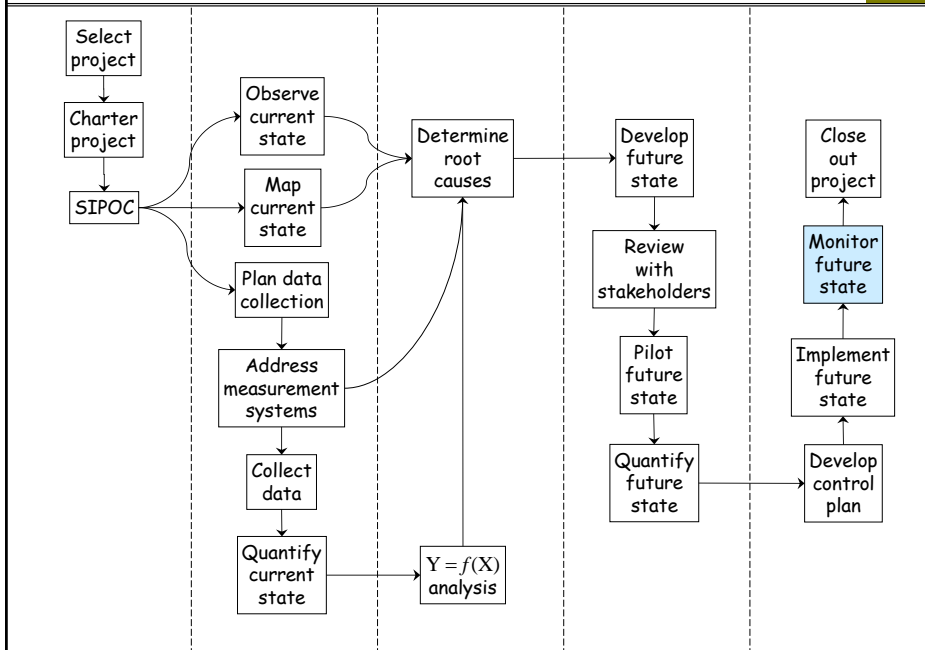 Select
project
Charter
project
SIPOC
Observe
current
state
Map
current
state
Plan data
collection
Address
measurement
systems
Collect
data
Quantify
current
state
Determine
root
causes
Y = f(X)
analysis
Develop
future
state
Review
with
stakeholders
Pilot
future
state
Quantify
future
state
Close
out
project
Monitor
future
state
Implement
future
state
Develop
control
plan